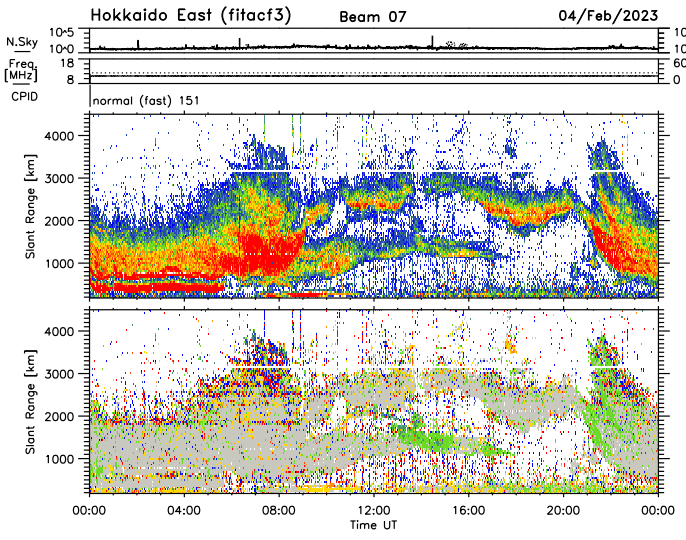 Hokkaido East (fitacf3) Beam 07 04/Feb/2023
10^5 10
N.Sky
10^0 10
Freq. 18 60
[MHz] 8 0
CPID normal (fast) 151
4000
3000
Slant Range [km]
2000
1000
4000
3000
Slant Range [km]
2000
1000
00:00 04:00 08:00 12:00 16:00 20:00 00:00
Time UT